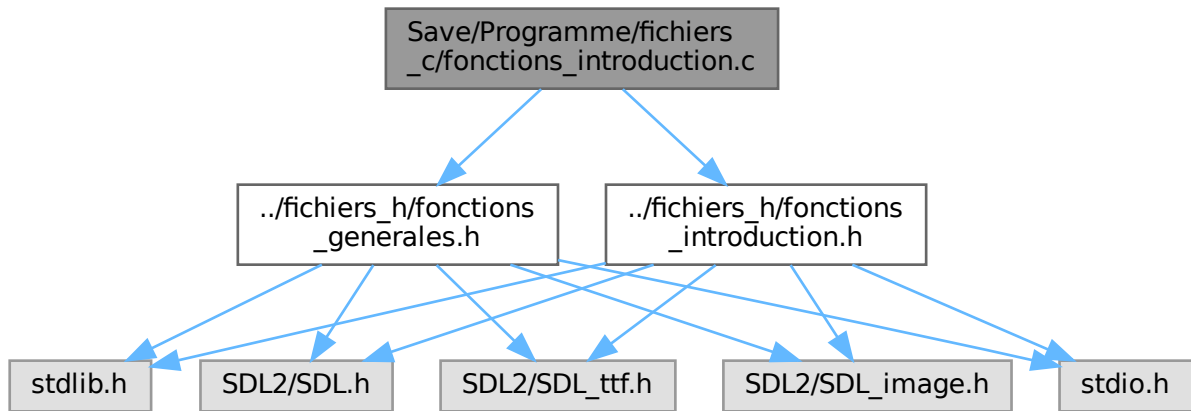 Save/Programme/fichiers
_c/fonctions_introduction.c
../fichiers_h/fonctions
_generales.h
../fichiers_h/fonctions
_introduction.h
stdlib.h
SDL2/SDL.h
SDL2/SDL_ttf.h
SDL2/SDL_image.h
stdio.h